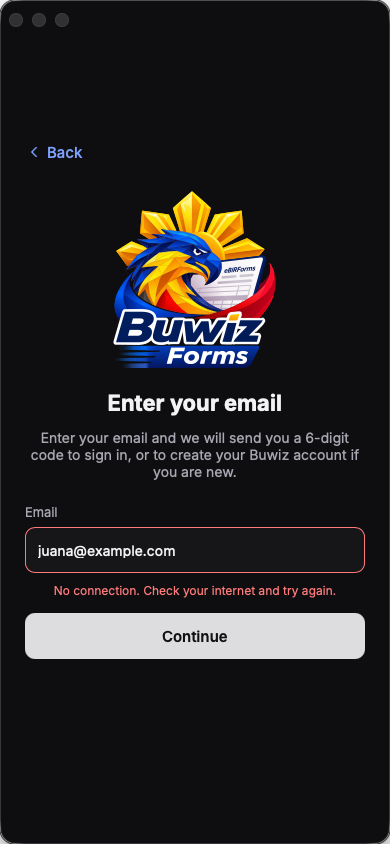 Back
eBIRForms
Buwiz
Forms
Enter your email
Enter your email and we will send you a 6-digit
code to sign in, or to create your Buwiz account if
you are new.
Email
juana@example.com
No connection. Check your internet and try again.
Continue